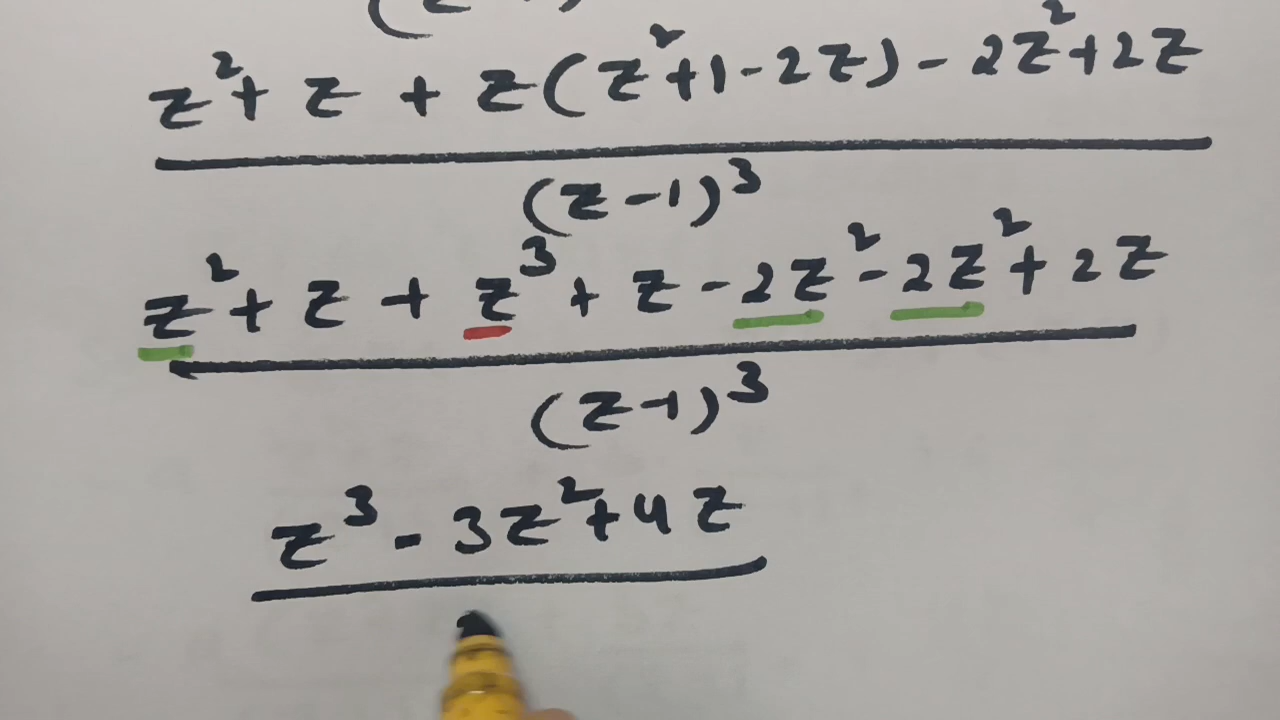 z² + z + z(z²+1-2z) - 2z²+2z
(z-1)³
z² + z + z³ + z - 2z² - 2z² + 2z
(z-1)³
z³ - 3z² + 4z